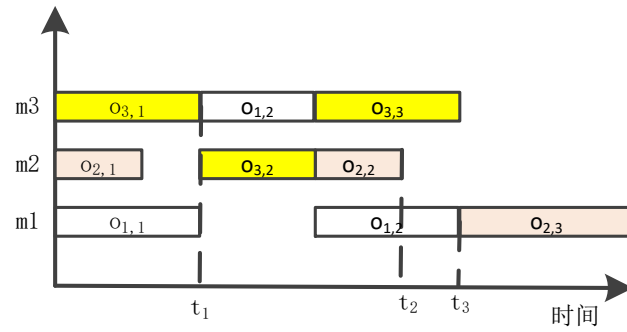 m3 O3,1 O1,2 O3,3
m2 O2,1 O3,2 O2,2
m1 O1,1 O1,2 O2,3
t1 t2 t3
时间